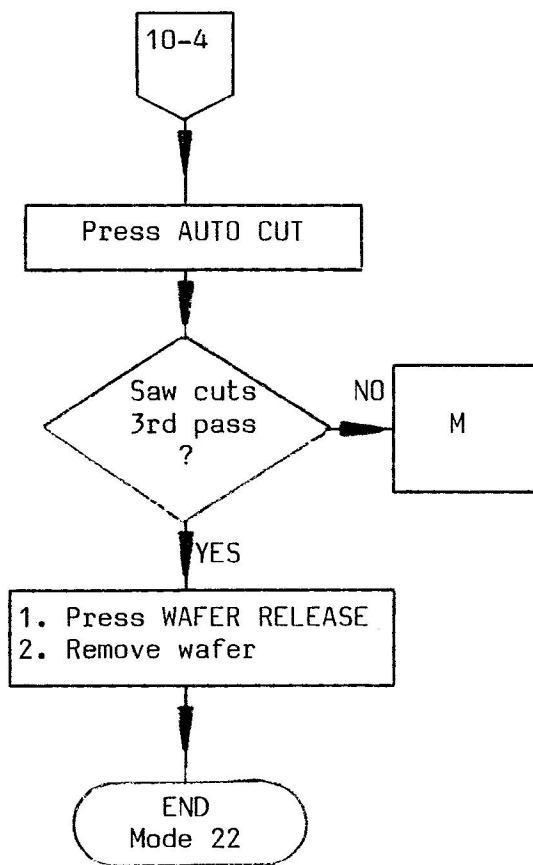 10-4
Press AUTO CUT
Saw cuts
3rd pass
?
NO
M
YES
1. Press WAFER RELEASE
2. Remove wafer
END
Mode 22